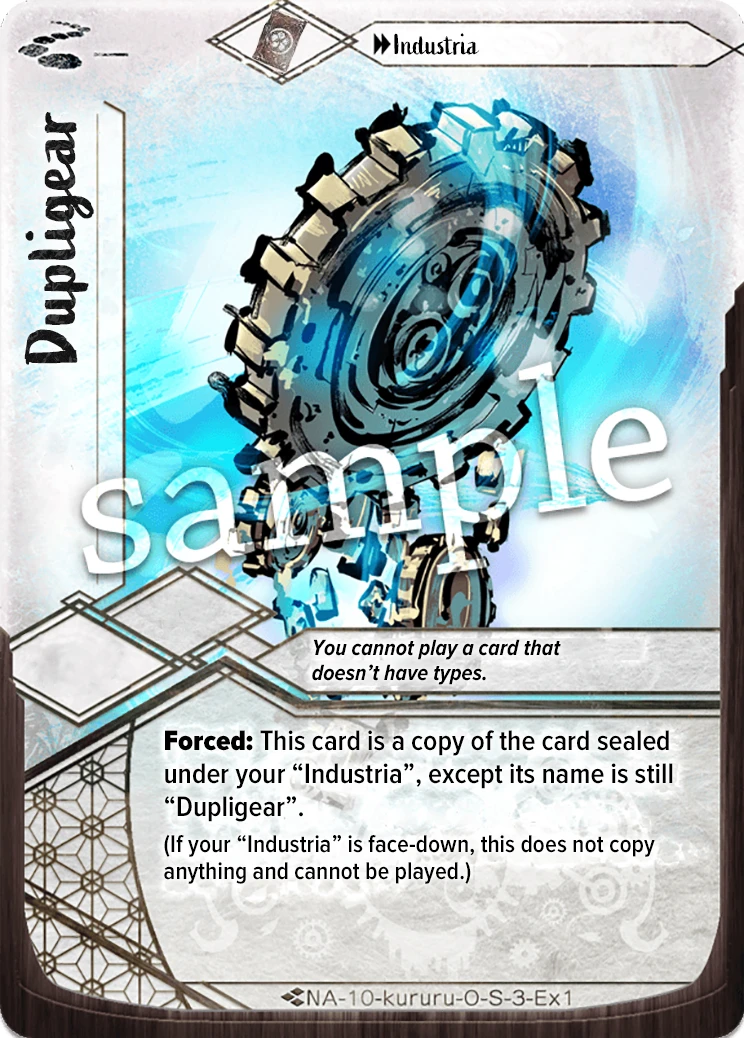 Industria
Dupligear
sample
You cannot play a card that
doesn't have types.
Forced: This card is a copy of the card sealed
under your “Industria”, except its name is still
“Dupligear”.
(If your “Industria” is face-down, this does not copy
anything and cannot be played.)
NA-10-kururu-O-S-3-Ex1